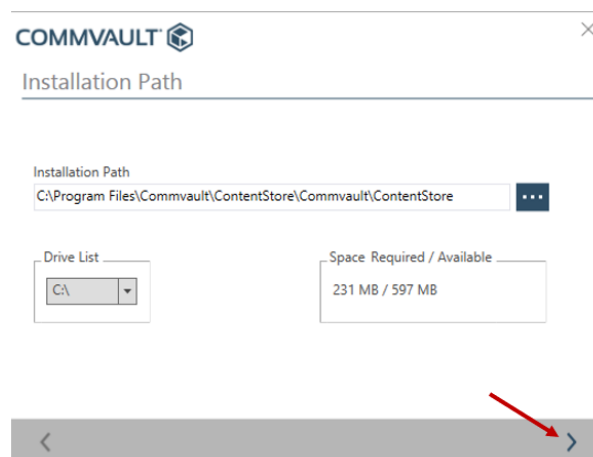 COMMVAULT
Installation Path
Installation Path
C:\Program Files\Commvault\ContentStore\Commvault\ContentStore
...
Drive List
Space Required / Available
C:\
231 MB / 597 MB